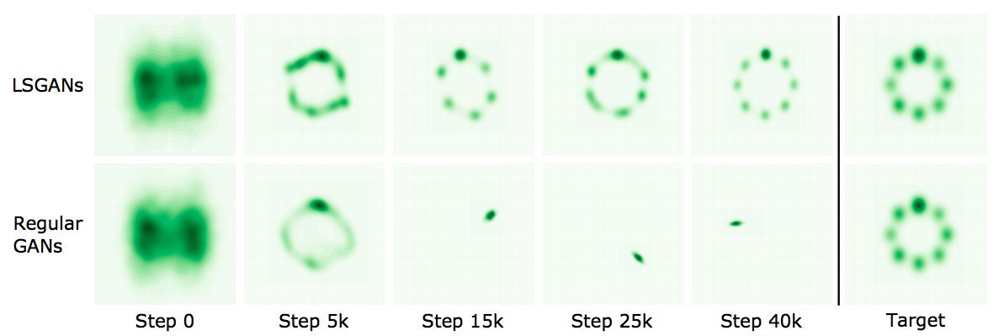 LSGANs
Regular
GANs
Step 0
Step 5k
Step 15k
Step 25k
Step 40k
Target